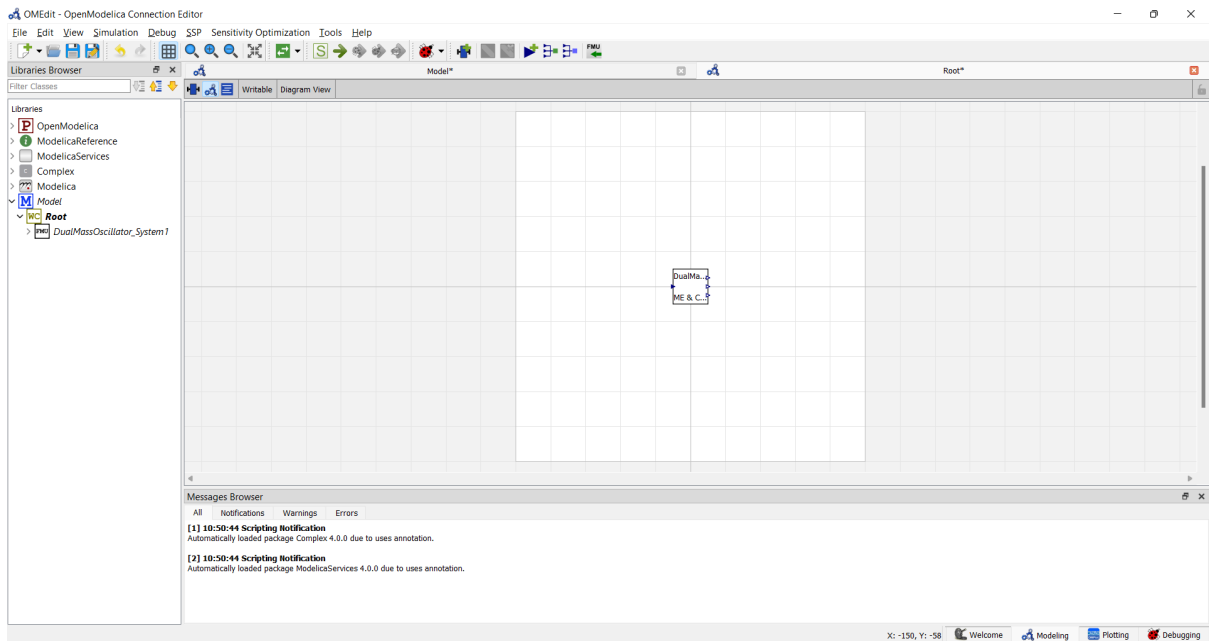 OMEdit - OpenModelica Connection Editor
File Edit View Simulation Debug SSP Sensitivity Optimization Tools Help
S FMU
Libraries Browser
Model*
Root*
Filter Classes
Writable Diagram View
Libraries
P OpenModelica
i ModelicaReference
ModelicaServices
C Complex
Modelica
M Model
WC Root
FMU DualMassOscillator_System1
DualMa...
ME & C...
Messages Browser
All Notifications Warnings Errors
[1] 10:50:44 Scripting Notification
Automatically loaded package Complex 4.0.0 due to uses annotation.
[2] 10:50:44 Scripting Notification
Automatically loaded package ModelicaServices 4.0.0 due to uses annotation.
X: -150, Y: -58 Welcome Modeling Plotting Debugging